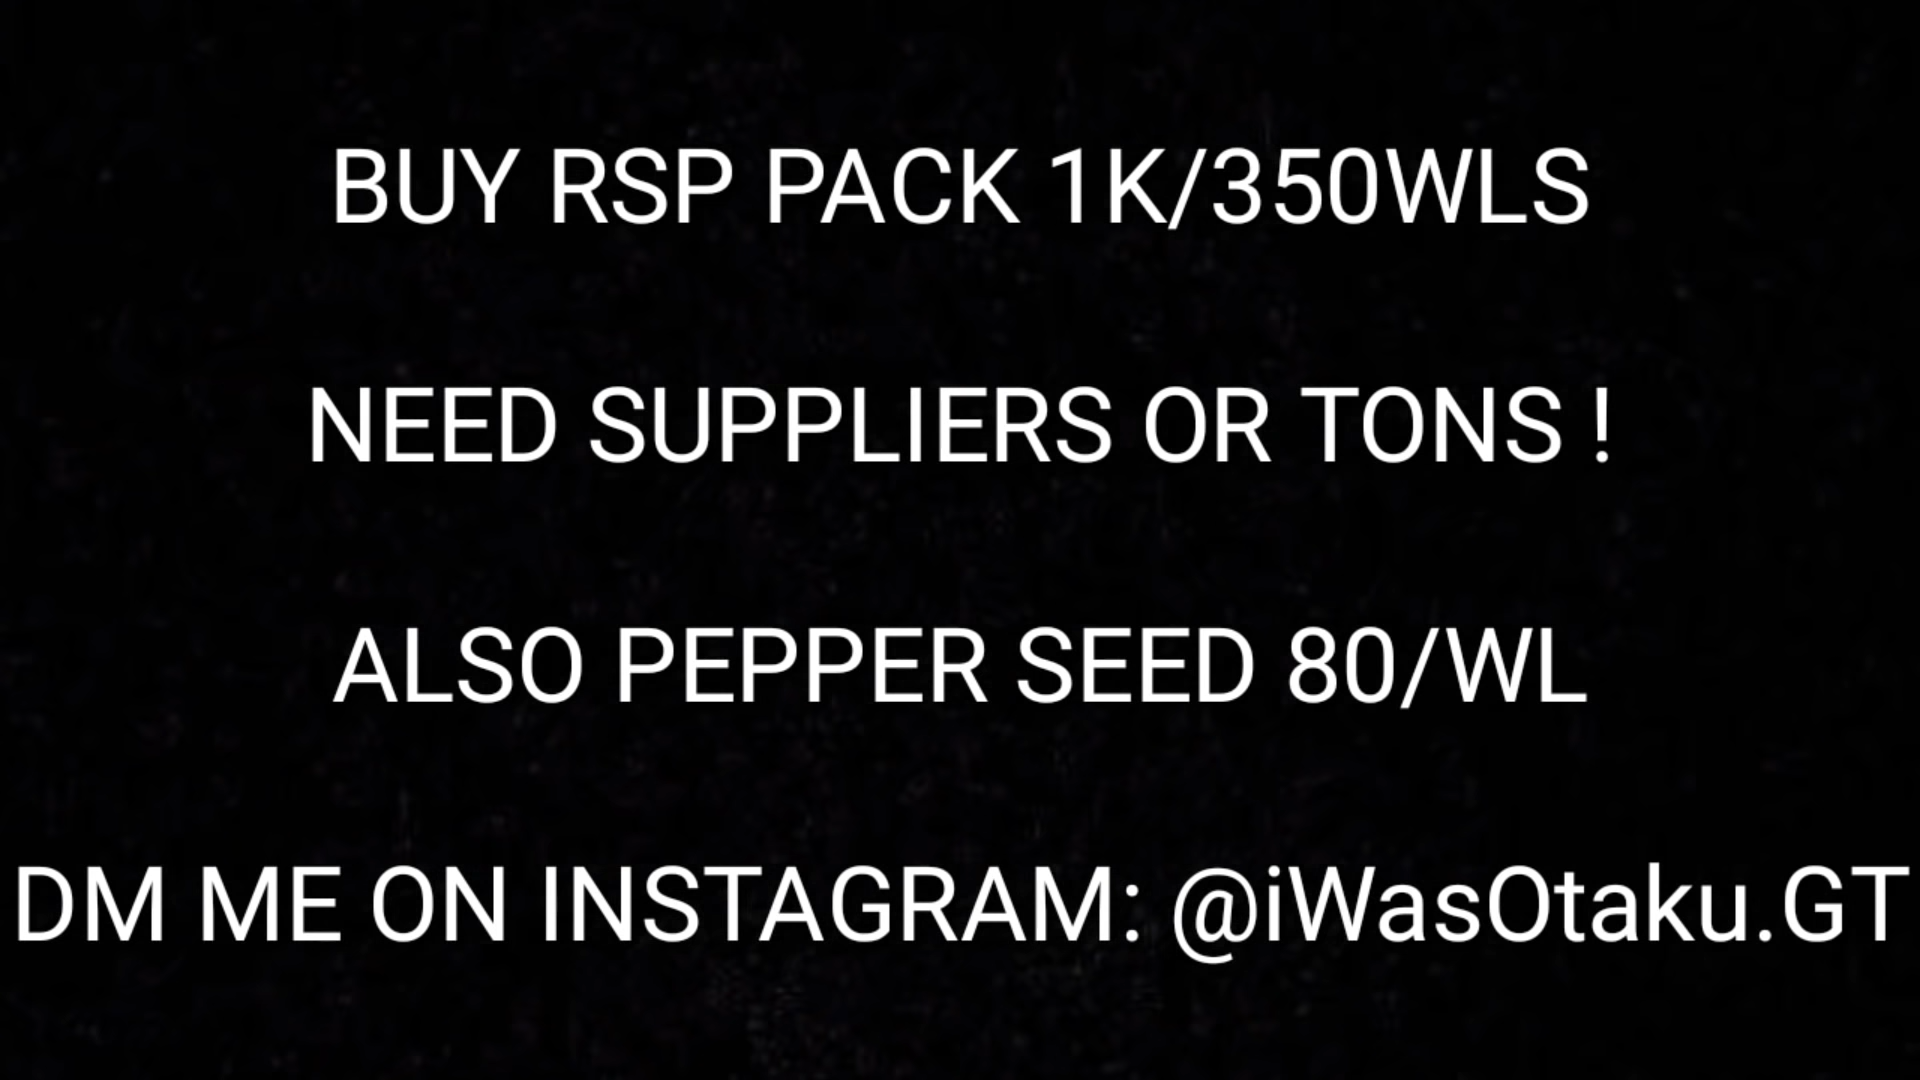 BUY RSP PACK 1K/350WLS
NEED SUPPLIERS OR TONS !
ALSO PEPPER SEED 80/WL
DM ME ON INSTAGRAM: @iWasOtaku.GT